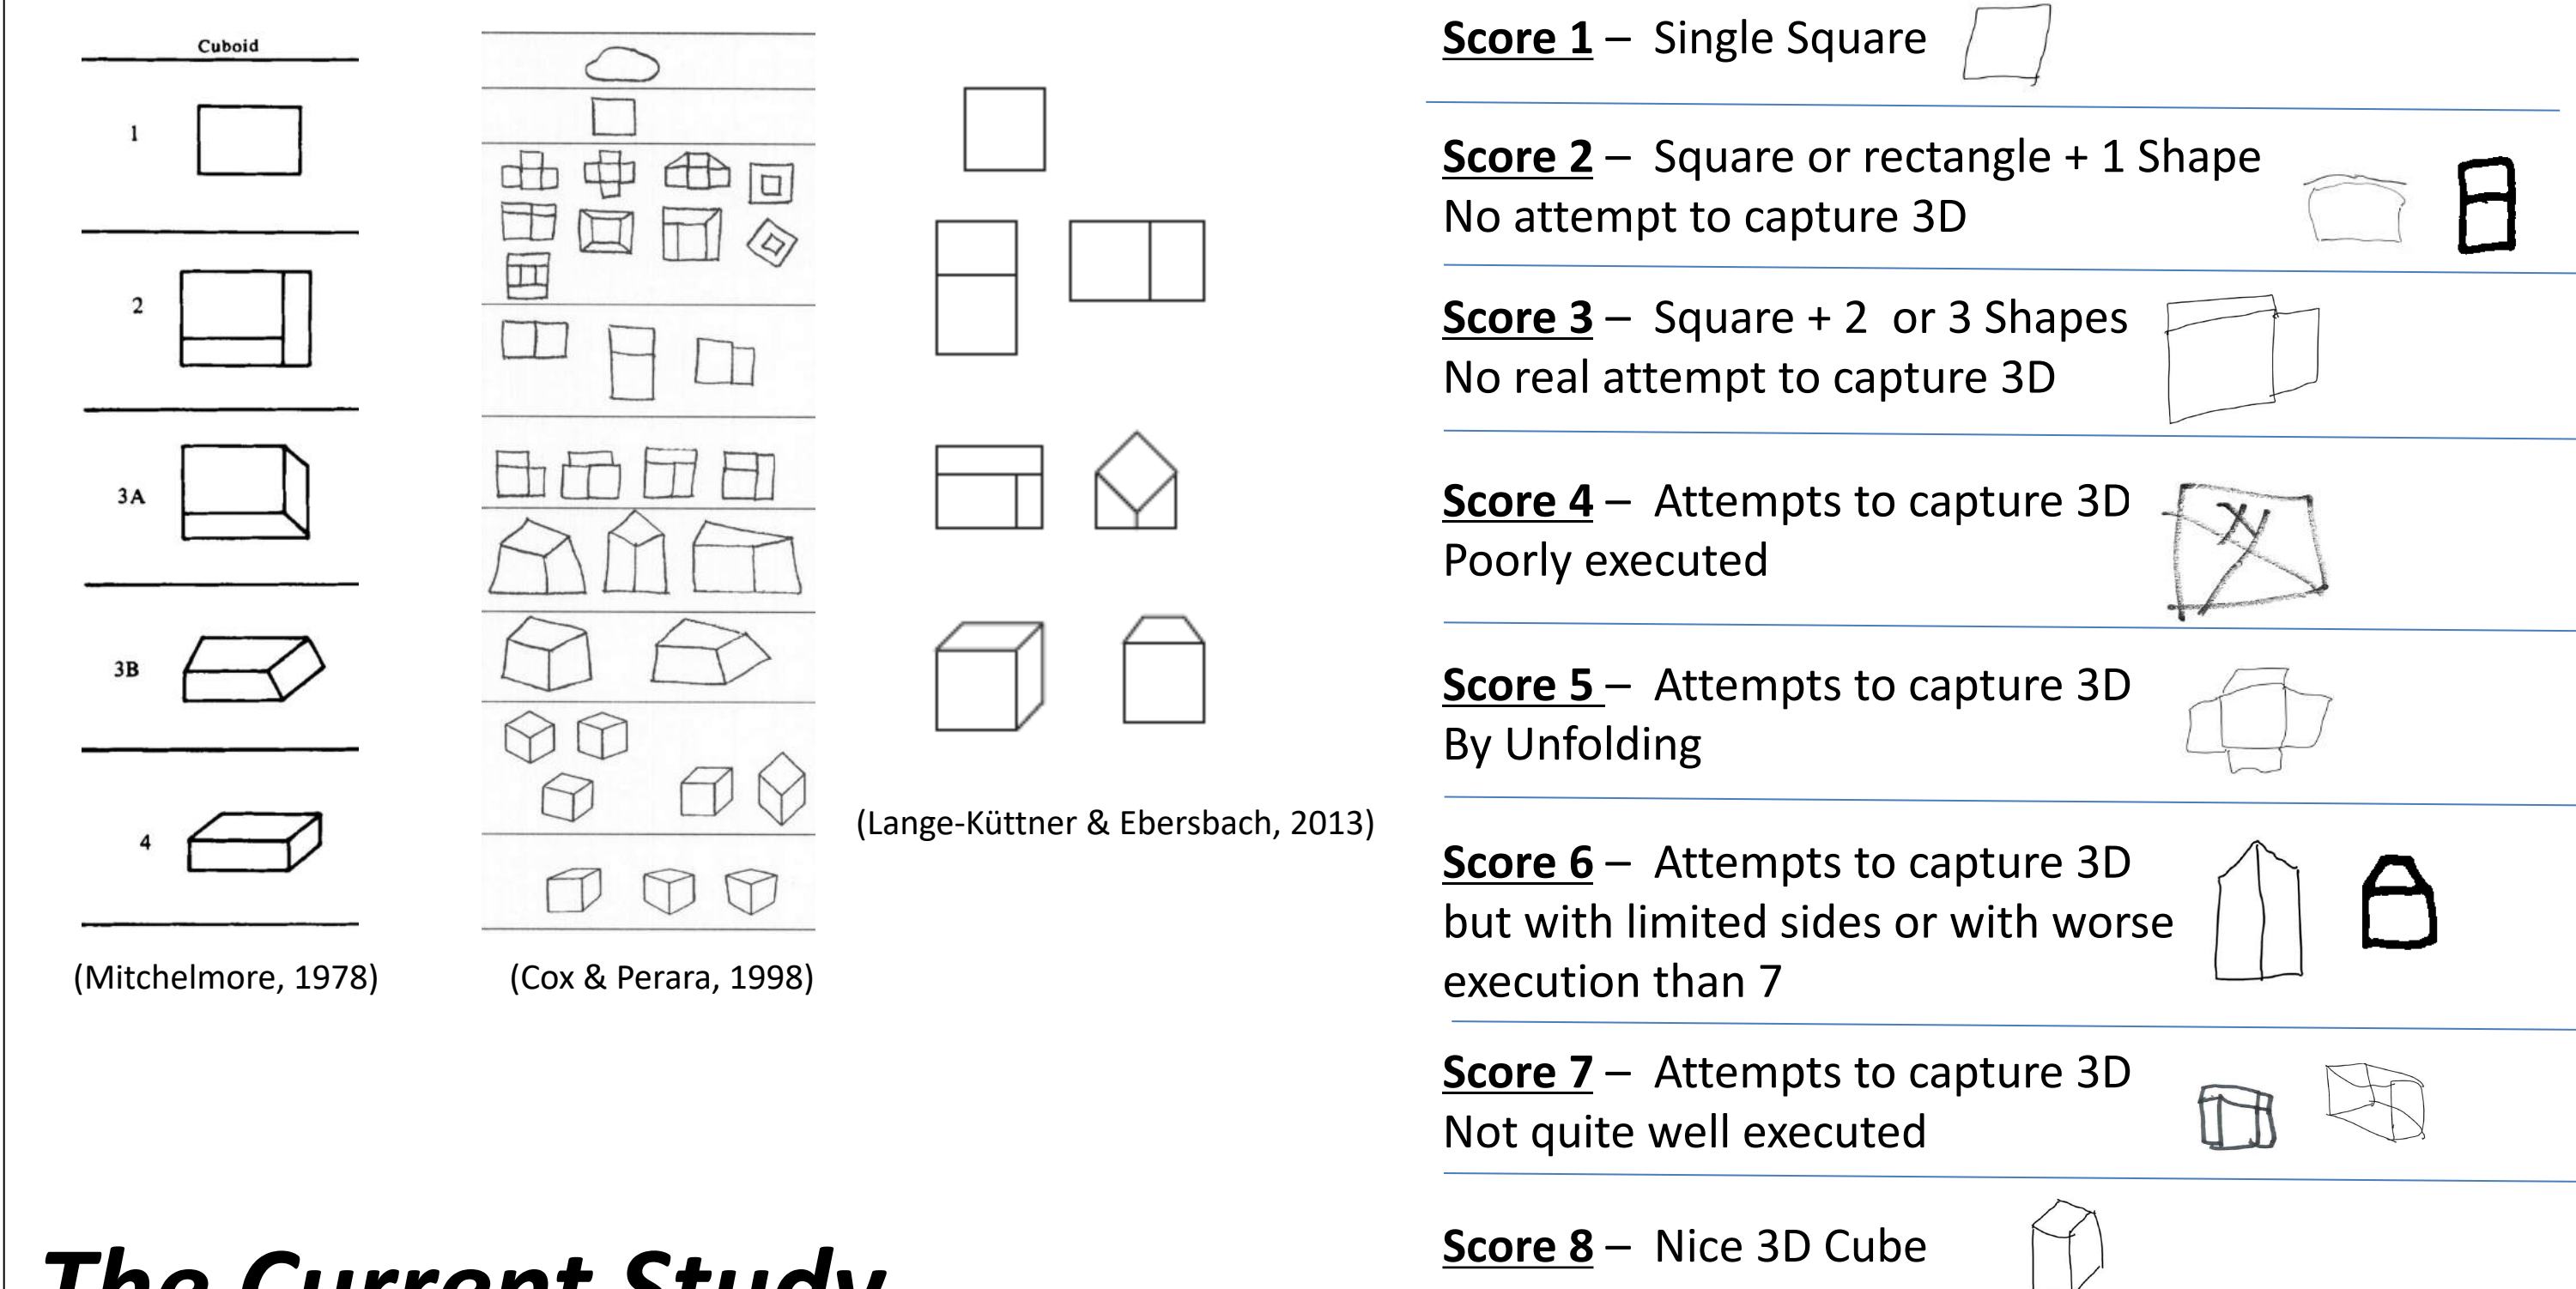 Cuboid
1
2
3A
3B
4
(Mitchelmore, 1978)
(Cox & Perara, 1998)
(Lange-Küttner & Ebersbach, 2013)
Score 1 – Single Square
Score 2 – Square or rectangle + 1 Shape
No attempt to capture 3D
Score 3 – Square + 2 or 3 Shapes
No real attempt to capture 3D
Score 4 – Attempts to capture 3D
Poorly executed
Score 5 – Attempts to capture 3D
By Unfolding
Score 6 – Attempts to capture 3D
but with limited sides or with worse
execution than 7
Score 7 – Attempts to capture 3D
Not quite well executed
Score 8 – Nice 3D Cube
The Current Study